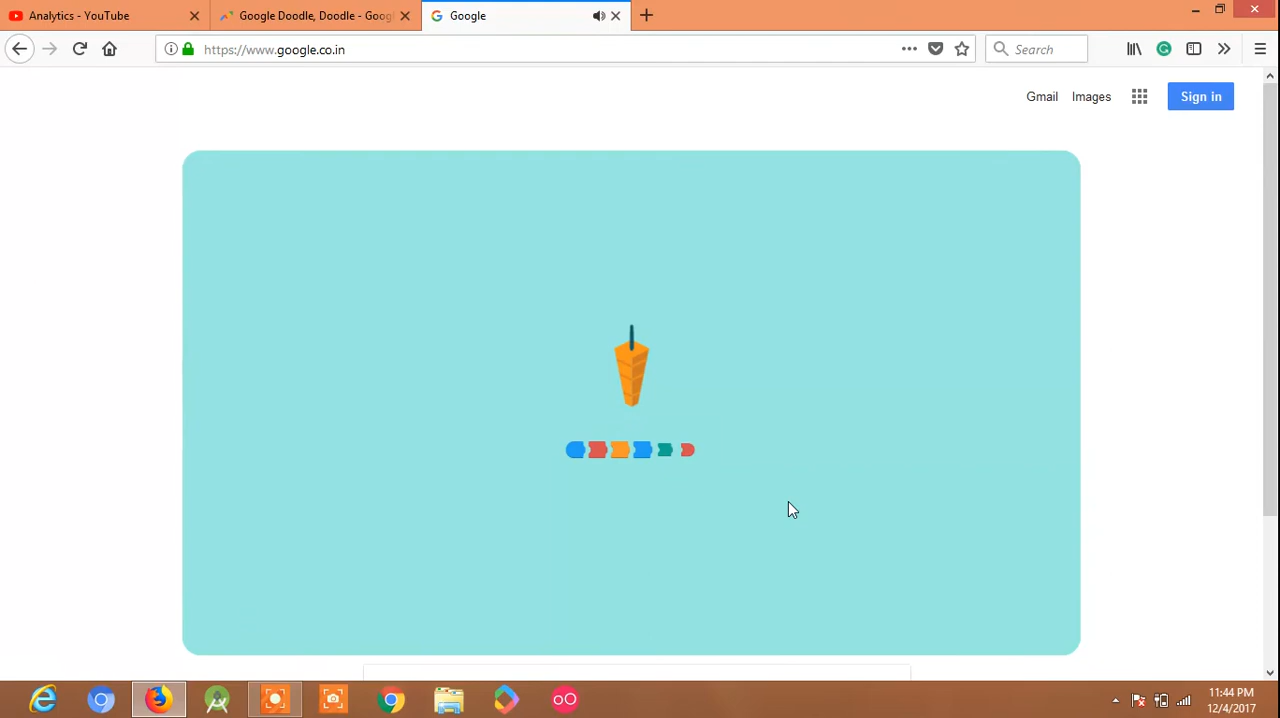 Analytics - YouTube
Google Doodle, Doodle - Goog
Google
https://www.google.co.in
Search
Gmail
Images
Sign in
11:44 PM
12/4/2017